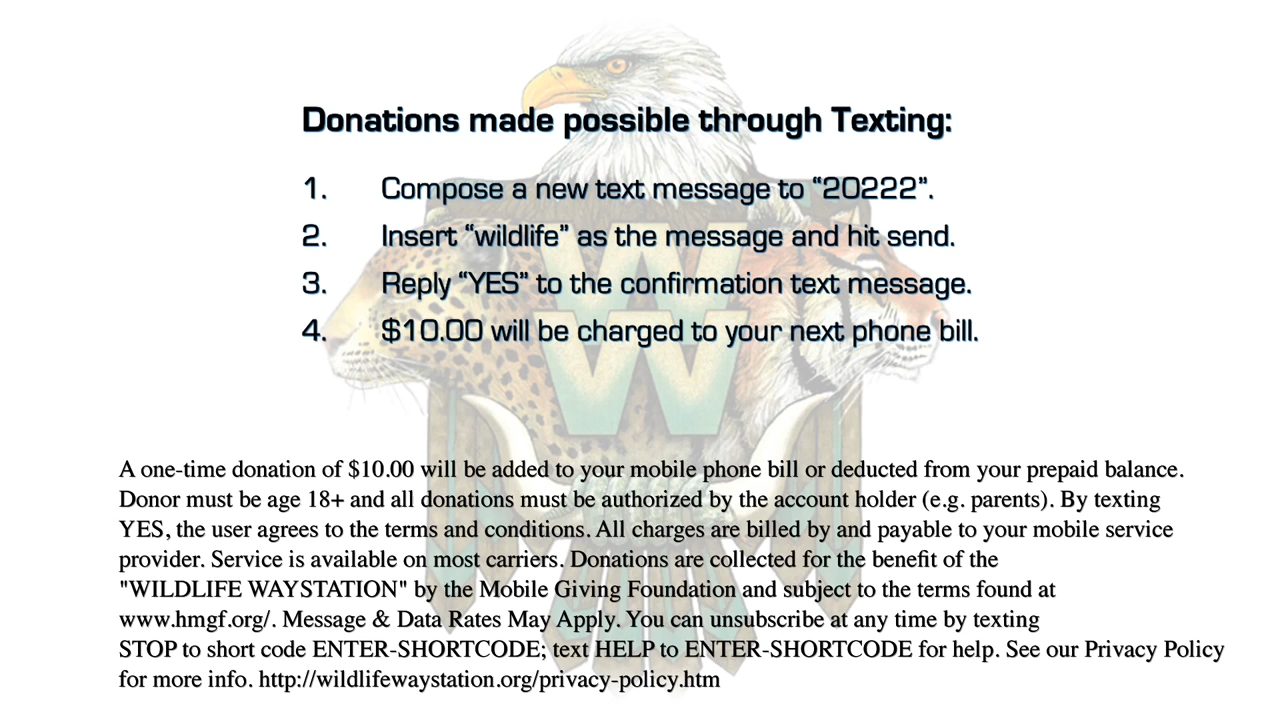 Donations made possible through Texting:
1. Compose a new text message to “20222”.
2. Insert “wildlife” as the message and hit send.
3. Reply “YES” to the confirmation text message.
4. $10.00 will be charged to your next phone bill.
W
W
A one-time donation of $10.00 will be added to your mobile phone bill or deducted from your prepaid balance.
Donor must be age 18+ and all donations must be authorized by the account holder (e.g. parents). By texting
YES, the user agrees to the terms and conditions. All charges are billed by and payable to your mobile service
provider. Service is available on most carriers. Donations are collected for the benefit of the
"WILDLIFE WAYSTATION" by the Mobile Giving Foundation and subject to the terms found at
www.hmgf.org/. Message & Data Rates May Apply. You can unsubscribe at any time by texting
STOP to short code ENTER-SHORTCODE; text HELP to ENTER-SHORTCODE for help. See our Privacy Policy
for more info. http://wildlifewaystation.org/privacy-policy.htm